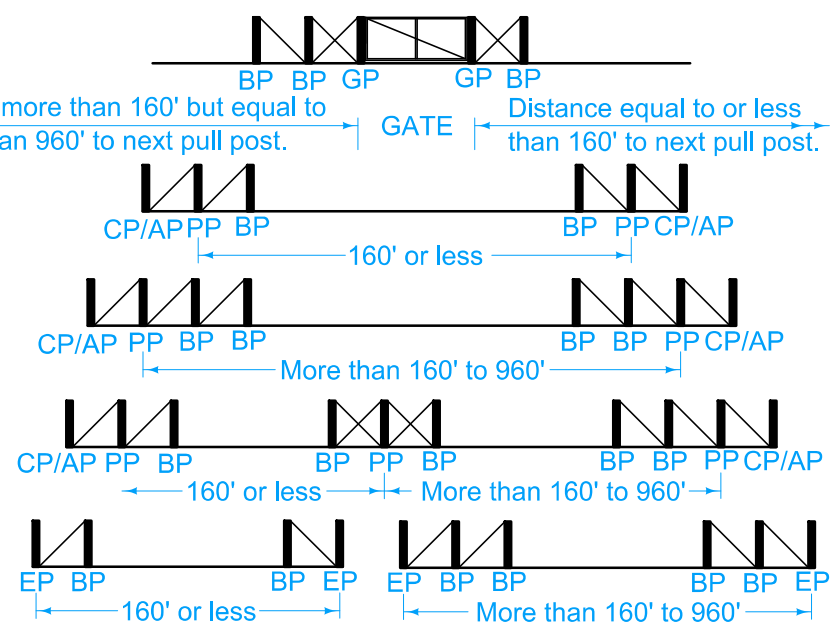 BP BP GP GP BP
more than 160' but equal to
GATE
Distance equal to or less
960' to next pull post.
than 160' to next pull post.
CP/AP PP BP BP PP CP/AP
160' or less
CP/AP PP BP BP BP BP PP CP/AP
More than 160' to 960'
CP/AP PP BP BP PP BP BP BP PP CP/AP
160' or less More than 160' to 960'
EP BP BP EP EP BP BP BP BP EP
160' or less More than 160' to 960'